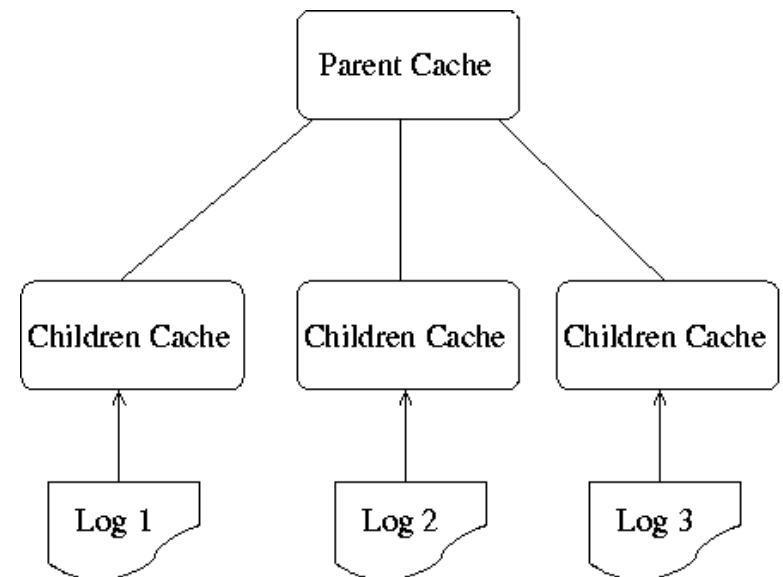 Parent Cache
Children Cache
Children Cache
Children Cache
Log 1
Log 2
Log 3